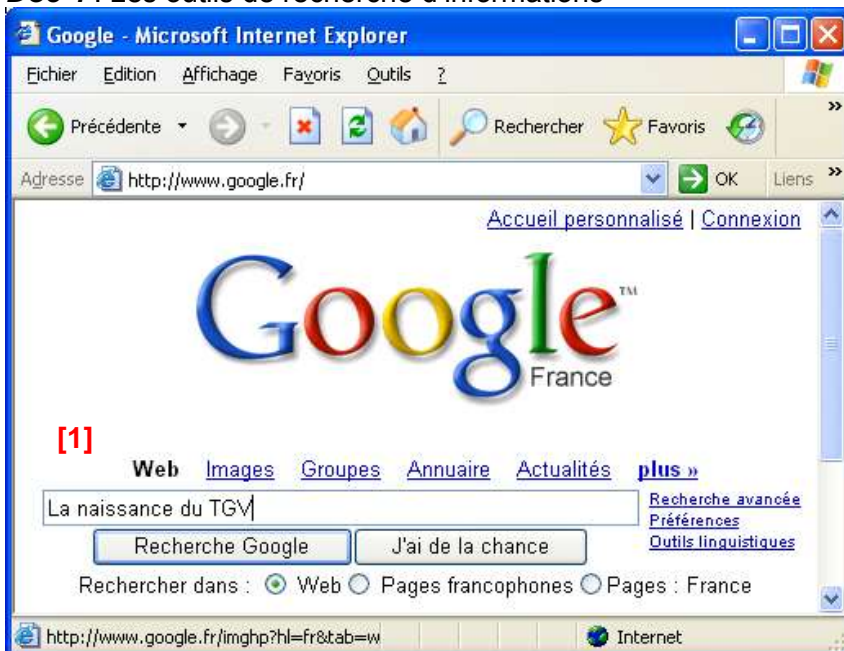 Doc 7: Les outils de recherche d'informations
Google - Microsoft Internet Explorer
Fichier Edition Affichage Favoris Outils ?
Précédente Rechercher Favoris »
Adresse http://www.google.fr/ OK Liens »
Accueil personnalisé | Connexion
Google™
France
[1]
Web Images Groupes Annuaire Actualités plus »
La naissance du TGV
Recherche avancée
Préférences
Outils linguistiques
Recherche Google J'ai de la chance
Rechercher dans : Web Pages francophones Pages : France
http://www.google.fr/imghp?hl=fr&tab=w Internet